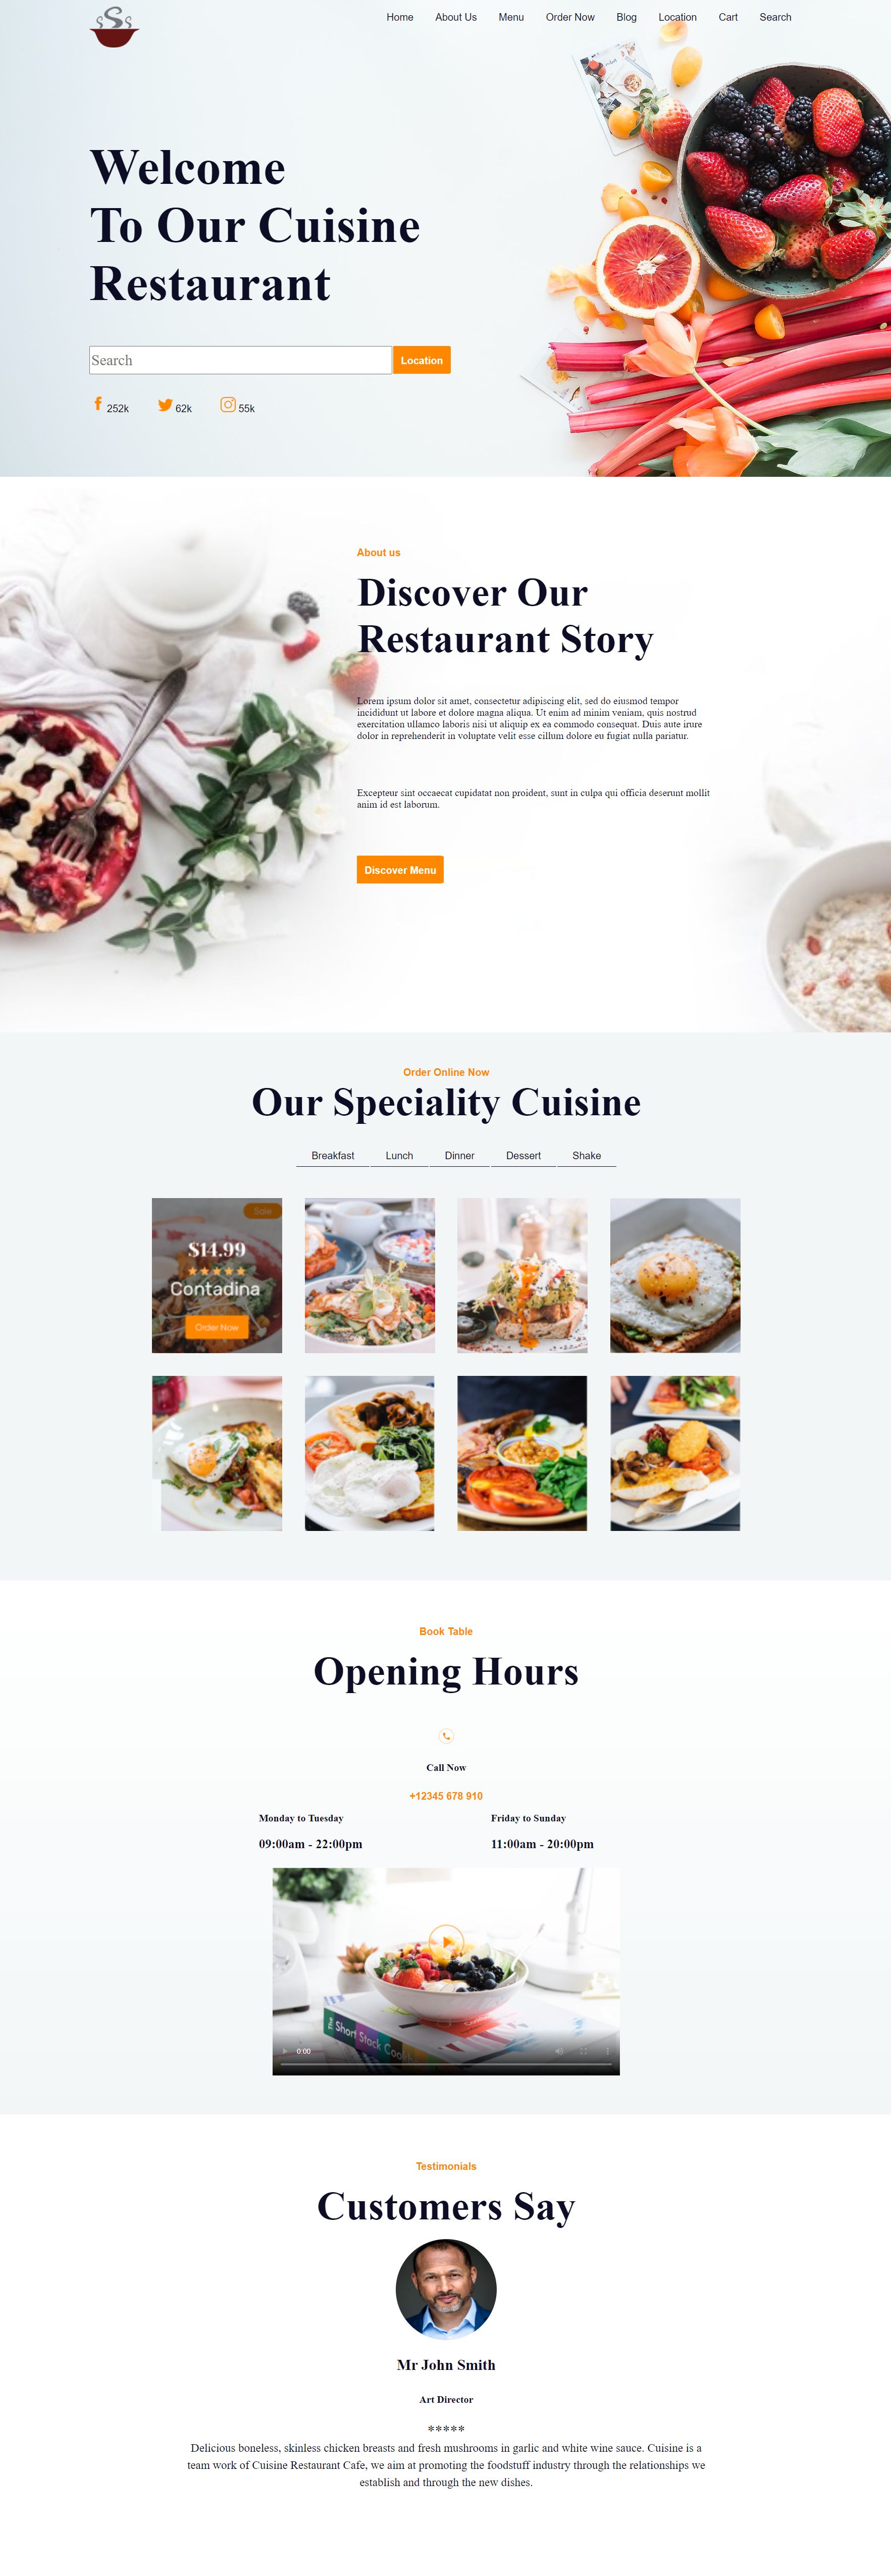 Home About Us Menu Order Now Blog Location Cart Search
Welcome
To Our Cuisine
Restaurant
Search Location
252k 62k 55k
About us
Discover Our
Restaurant Story
Lorem ipsum dolor sit amet, consectetur adipiscing elit, sed do eiusmod tempor
incididunt ut labore et dolore magna aliqua. Ut enim ad minim veniam, quis nostrud
exercitation ullamco laboris nisi ut aliquip ex ea commodo consequat. Duis aute irure
dolor in reprehenderit in voluptate velit esse cillum dolore eu fugiat nulla pariatur.
Excepteur sint occaecat cupidatat non proident, sunt in culpa qui officia deserunt mollit
anim id est laborum.
Discover Menu
Order Online Now
Our Speciality Cuisine
Breakfast Lunch Dinner Dessert Shake
Sale
$14.99
Contadina
Order Now
Book Table
Opening Hours
Call Now
+12345 678 910
Monday to Tuesday Friday to Sunday
09:00am - 22:00pm 11:00am - 20:00pm
The Short Stack Cook
0:00
Testimonials
Customers Say
Mr John Smith
Art Director
*****
Delicious boneless, skinless chicken breasts and fresh mushrooms in garlic and white wine sauce. Cuisine is a
team work of Cuisine Restaurant Cafe, we aim at promoting the foodstuff industry through the relationships we
establish and through the new dishes.